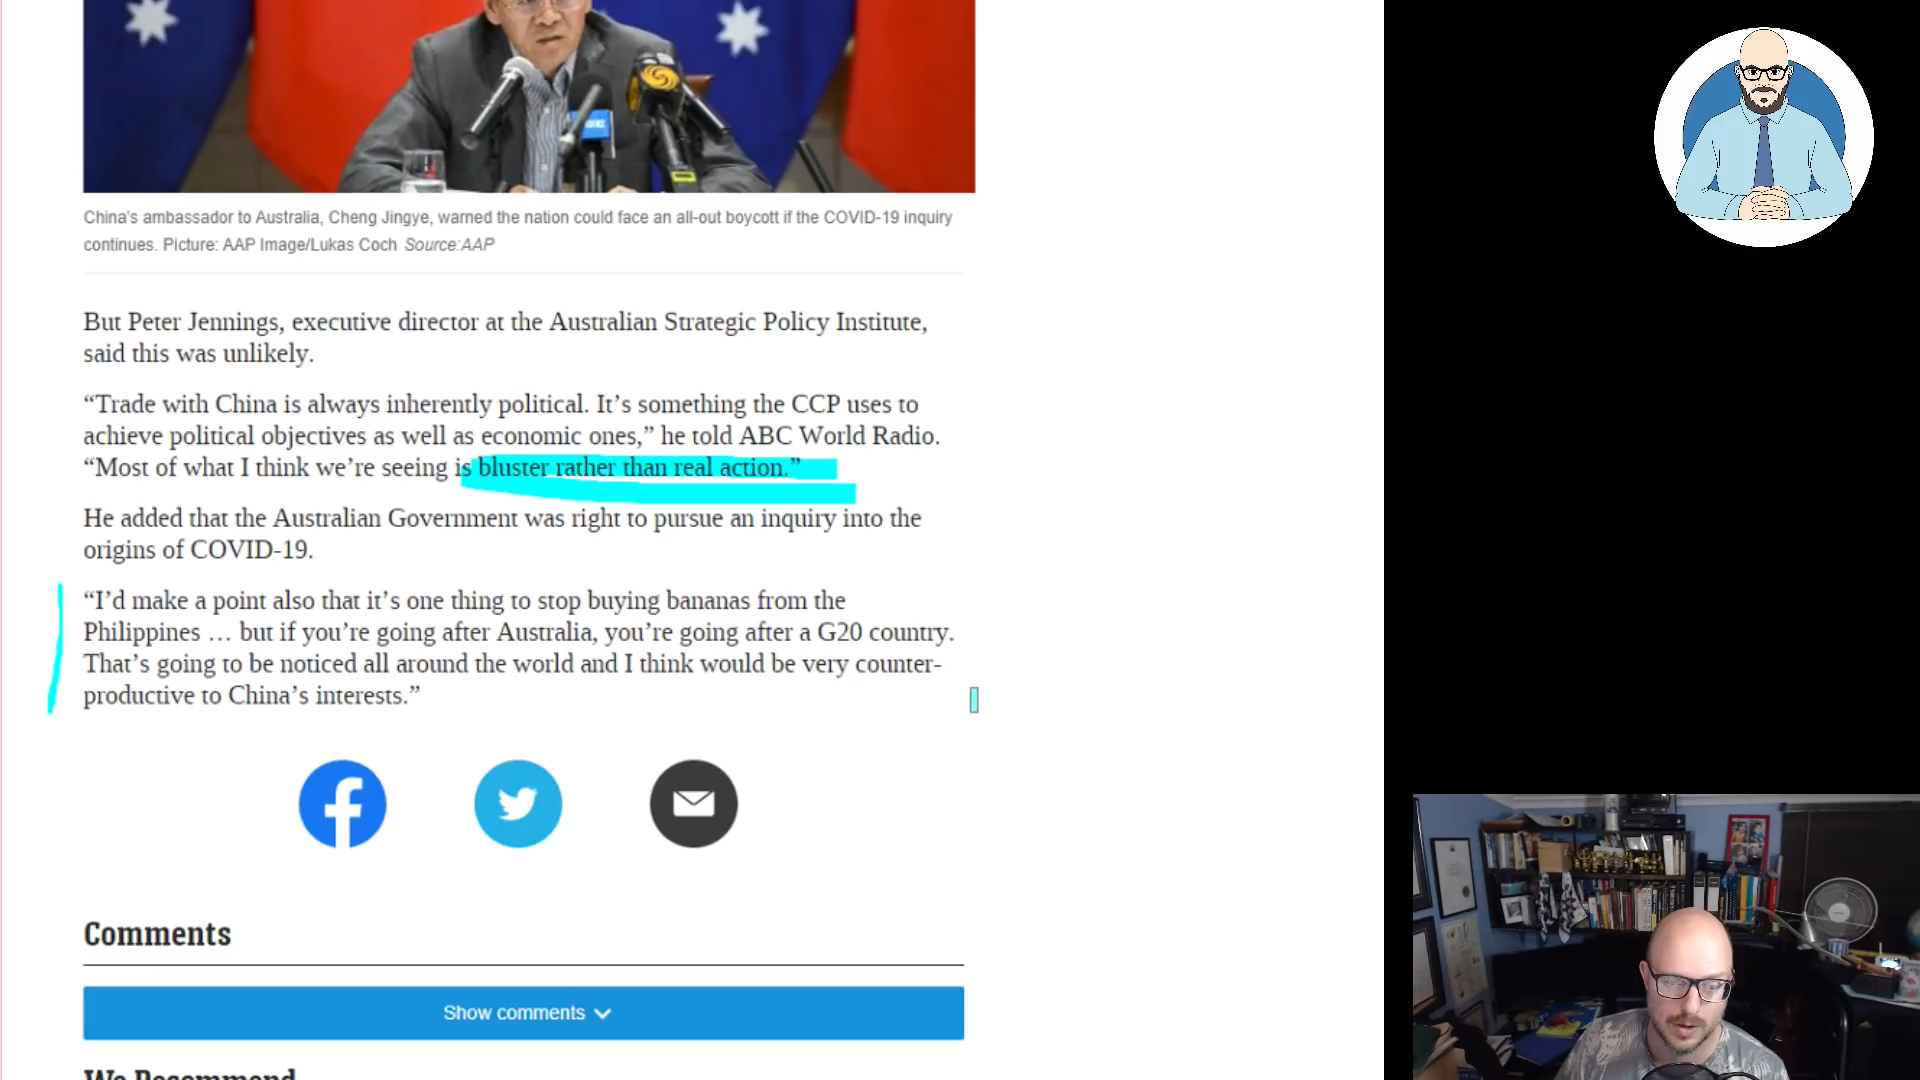 China's ambassador to Australia, Cheng Jingye, warned the nation could face an all-out boycott if the COVID-19 inquiry
continues. Picture: AAP Image/Lukas Coch Source:AAP
But Peter Jennings, executive director at the Australian Strategic Policy Institute,
said this was unlikely.
“Trade with China is always inherently political. It’s something the CCP uses to
achieve political objectives as well as economic ones,” he told ABC World Radio.
“Most of what I think we’re seeing is bluster rather than real action.”
He added that the Australian Government was right to pursue an inquiry into the
origins of COVID-19.
“I’d make a point also that it’s one thing to stop buying bananas from the
Philippines … but if you’re going after Australia, you’re going after a G20 country.
That’s going to be noticed all around the world and I think would be very counter-
productive to China’s interests.”
Comments
Show comments
We Recommend